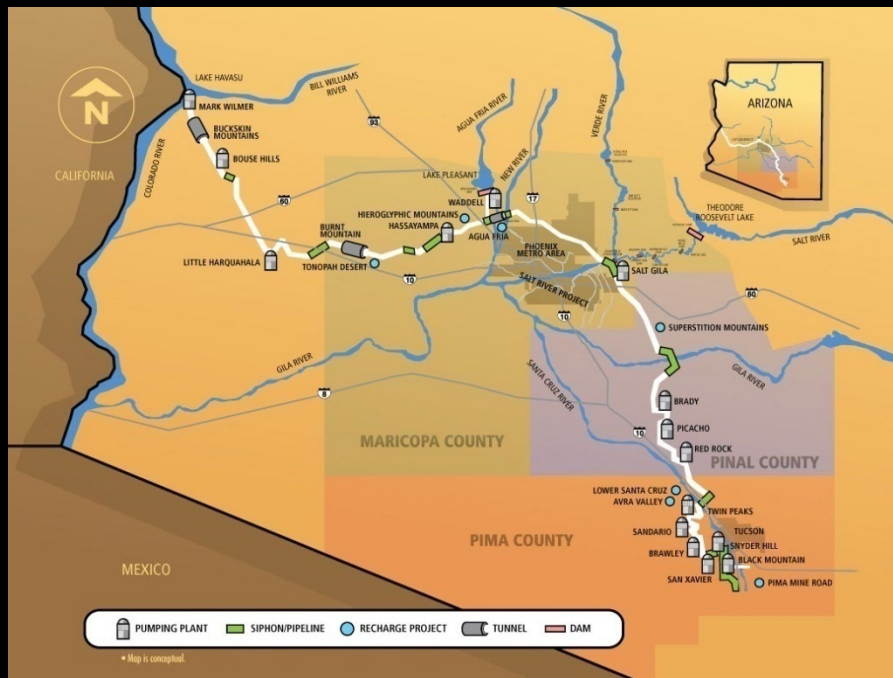 LAKE HAVASU
MARK WILMER
BUCKSKIN
MOUNTAINS
BOUSE HILLS
N
CALIFORNIA
COLORADO RIVER
BILL WILLIAMS
RIVER
93
60
LITTLE HARQUAHALA
BURNT
MOUNTAIN
TONOPAH DESERT
10
HIEROGLYPHIC MOUNTAINS
HASSAYAMPA
LAKE PLEASANT
WADDELL
AGUA FRIA RIVER
NEW RIVER
17
AGUA FRIA
PHOENIX
METRO AREA
VERDE RIVER
ARIZONA
THEODORE
ROOSEVELT LAKE
SALT RIVER
SALT GILA
SALT RIVER PROJECT
10
60
SUPERSTITION MOUNTAINS
GILA RIVER
GILA RIVER
8
SANTA CRUZ RIVER
10
BRADY
PICACHO
RED ROCK
MARICOPA COUNTY
PINAL COUNTY
LOWER SANTA CRUZ
AVRA VALLEY
TWIN PEAKS
SANDARIO
TUCSON
SNYDER HILL
BRAWLEY
BLACK MOUNTAIN
SAN XAVIER
PIMA MINE ROAD
PIMA COUNTY
MEXICO
PUMPING PLANT
SIPHON/PIPELINE
RECHARGE PROJECT
TUNNEL
DAM
• Map is conceptual.